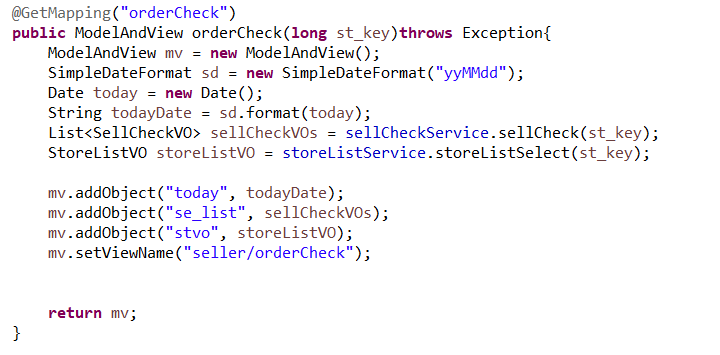 @GetMapping("orderCheck")
public ModelAndView orderCheck(long st_key)throws Exception{
    ModelAndView mv = new ModelAndView();
    SimpleDateFormat sd = new SimpleDateFormat("yyMMdd");
    Date today = new Date();
    String todayDate = sd.format(today);
    List<SellCheckVO> sellCheckVOs = sellCheckService.sellCheck(st_key);
    StoreListVO storeListVO = storeListService.storeListSelect(st_key);

    mv.addObject("today", todayDate);
    mv.addObject("se_list", sellCheckVOs);
    mv.addObject("stvo", storeListVO);
    mv.setViewName("seller/orderCheck");

    return mv;
}